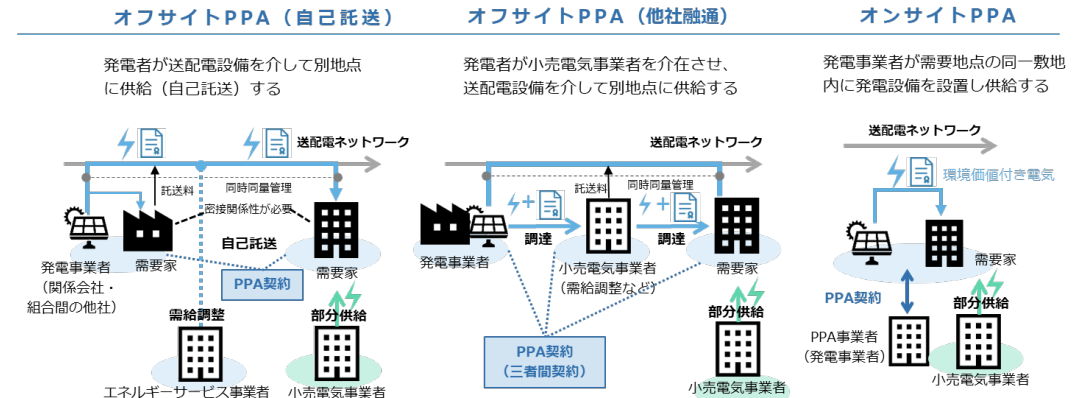 オフサイトPPA（自己託送）
発電者が送配電設備を介して別地点
に供給（自己託送）する
送配電ネットワーク
託送料
同時同量管理
密接関係性が必要
自己託送
発電事業者
（関係会社・
組合間の他社）
需要家
需要家
PPA契約
需給調整
部分供給
エネルギーサービス事業者
小売電気事業者
オフサイトPPA（他社融通）
発電者が小売電気事業者を介在させ、
送配電設備を介して別地点に供給する
送配電ネットワーク
託送料
同時同量管理
+
+
調達
調達
発電事業者
小売電気事業者
（需給調整など）
需要家
部分供給
PPA契約
（三者間契約）
小売電気事業者
オンサイトPPA
発電事業者が需要地点の同一敷地
内に発電設備を設置し供給する
送配電ネットワーク
環境価値付き電気
需要家
PPA契約
部分供給
PPA事業者
（発電事業者）
小売電気事業者